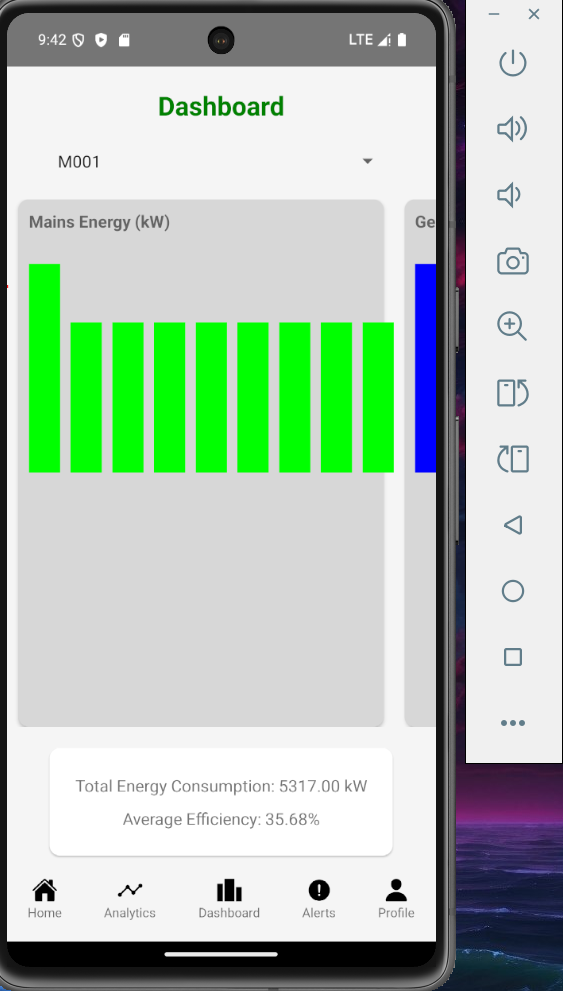 9:42
LTE
Dashboard
M001
Mains Energy (kW)
Ge
Total Energy Consumption: 5317.00 kW
Average Efficiency: 35.68%
Home
Analytics
Dashboard
Alerts
Profile